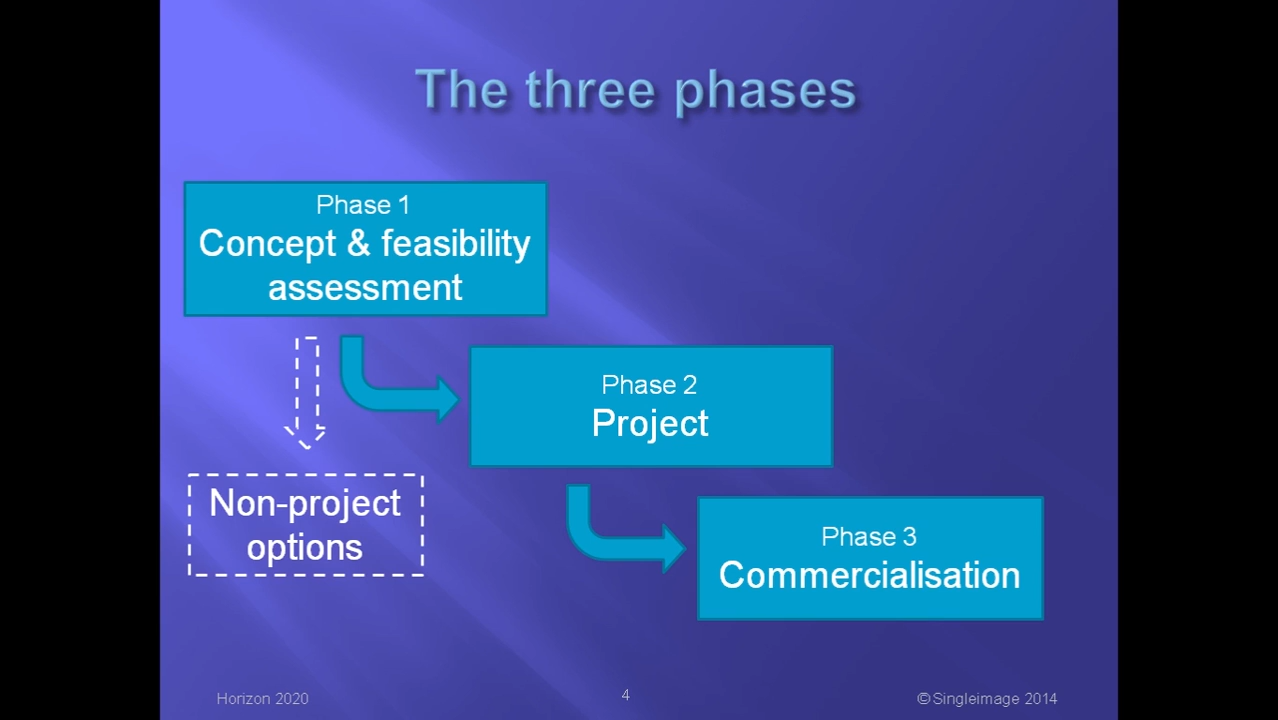 The three phases
Phase 1
Concept & feasibility
assessment
Phase 2
Project
Non-project
options
Phase 3
Commercialisation
Horizon 2020
4
© Singleimage 2014